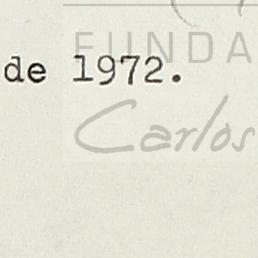 FUNDA
de 1972.
Carlos